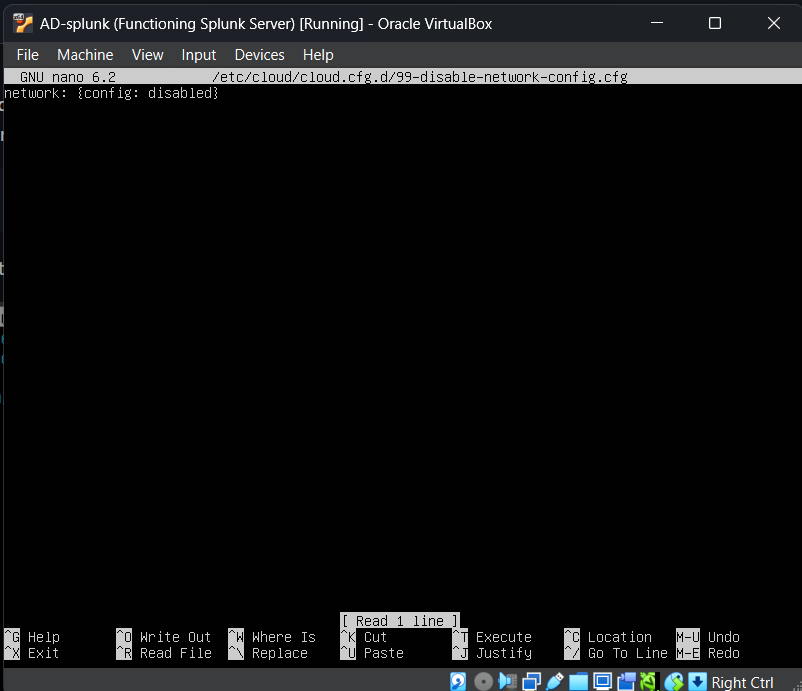 AD-splunk (Functioning Splunk Server) [Running] - Oracle VirtualBox
File Machine View Input Devices Help
GNU nano 6.2 /etc/cloud/cloud.cfg.d/99-disable-network-config.cfg
network: {config: disabled}
[ Read 1 line ]
^G Help ^O Write Out ^W Where Is ^K Cut ^T Execute ^C Location M-U Undo
^X Exit ^R Read File ^\ Replace ^U Paste ^J Justify ^/ Go To Line M-E Redo
Right Ctrl